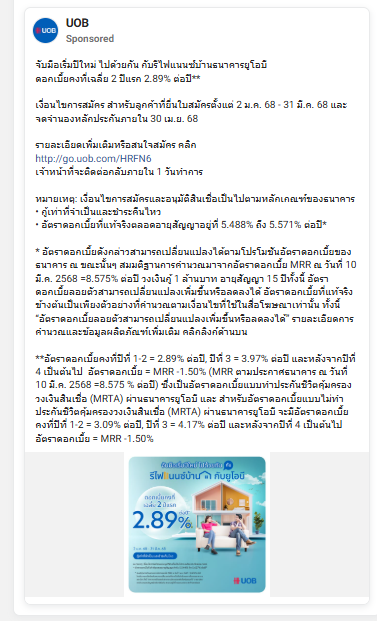 UOB
UOB
Sponsored
จับมือเริ่มปีใหม่ ไปด้วยกัน กับรีไฟแนนซ์บ้านธนาคารยูโอบี
ดอกเบี้ยคงที่เฉลี่ย 2 ปีแรก 2.89% ต่อปี**
เงื่อนไขการสมัคร สำหรับลูกค้าที่ยื่นใบสมัครตั้งแต่ 2 ม.ค. 68 - 31 มี.ค. 68 และ
จดจำนองหลักประกันภายใน 30 เม.ย. 68
รายละเอียดเพิ่มเติมหรือสนใจสมัคร คลิก
http://go.uob.com/HRFN6
เจ้าหน้าที่จะติดต่อกลับภายใน 1 วันทำการ
หมายเหตุ: เงื่อนไขการสมัครและอนุมัติสินเชื่อเป็นไปตามหลักเกณฑ์ของธนาคาร
• กู้เท่าที่จำเป็นและชำระคืนไหว
• อัตราดอกเบี้ยที่แท้จริงตลอดอายุสัญญาอยู่ที่ 5.488% ถึง 5.571% ต่อปี*
* อัตราดอกเบี้ยดังกล่าวสามารถเปลี่ยนแปลงได้ตามโปรโมชันอัตราดอกเบี้ยของ
ธนาคาร ณ ขณะนั้นๆ สมมติฐานการคำนวณมาจากอัตราดอกเบี้ย MRR ณ วันที่ 10
มี.ค. 2568 =8.575% ต่อปี วงเงินกู้ 1 ล้านบาท อายุสัญญา 15 ปีทั้งนี้ อัตรา
ดอกเบี้ยลอยตัวสามารถเปลี่ยนแปลงเพิ่มขึ้นหรือลดลงได้ อัตราดอกเบี้ยที่แท้จริง
ข้างต้นเป็นเพียงตัวอย่างที่คำนวณตามเงื่อนไขที่ใช้ในสื่อโฆษณาเท่านั้น ทั้งนี้
"อัตราดอกเบี้ยลอยตัวสามารถเปลี่ยนแปลงเพิ่มขึ้นหรือลดลงได้" รายละเอียดการ
คำนวณและข้อมูลผลิตภัณฑ์เพิ่มเติม คลิกลิงก์ด้านบน
**อัตราดอกเบี้ยคงที่ปีที่ 1-2 = 2.89% ต่อปี, ปีที่ 3 = 3.97% ต่อปี และหลังจากปีที่
4 เป็นต้นไป อัตราดอกเบี้ย = MRR -1.50% (MRR ตามประกาศธนาคาร ณ วันที่
10 มี.ค. 2568 =8.575 % ต่อปี) ซึ่งเป็นอัตราดอกเบี้ยแบบทำประกันชีวิตคุ้มครอง
วงเงินสินเชื่อ (MRTA) ผ่านธนาคารยูโอบี และ สำหรับอัตราดอกเบี้ยแบบไม่ทำ
ประกันชีวิตคุ้มครองวงเงินสินเชื่อ (MRTA) ผ่านธนาคารยูโอบี จะมีอัตราดอกเบี้ย
คงที่ปีที่ 1-2 = 3.09% ต่อปี, ปีที่ 3 = 4.17% ต่อปี และหลังจากปีที่ 4 เป็นต้นไป
อัตราดอกเบี้ย = MRR -1.50%
จับมือเริ่มปีใหม่ไปด้วยกัน กับ
รีไฟแนนซ์บ้าน กับยูโอบี
ดอกเบี้ยคงที่
เฉลี่ย 2 ปีแรก
2.89%
UOB